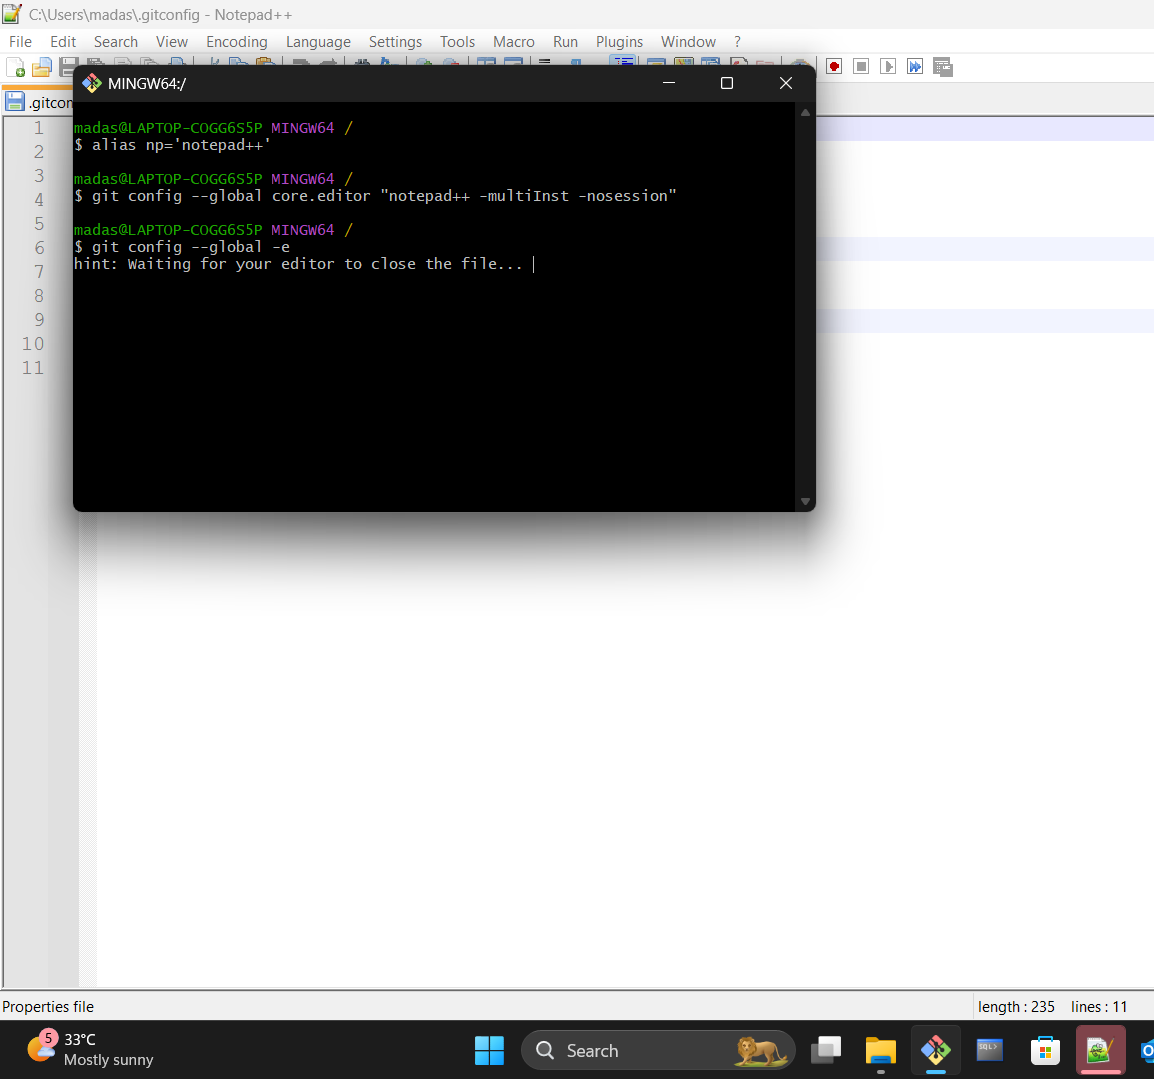 C:\Users\madas\.gitconfig - Notepad++
File Edit Search View Encoding Language Settings Tools Macro Run Plugins Window ?
MINGW64:/
.gitcon
1
2
3
4
5
6
7
8
9
10
11
madas@LAPTOP-COGG6S5P MINGW64 /
$ alias np='notepad++'
madas@LAPTOP-COGG6S5P MINGW64 /
$ git config --global core.editor "notepad++ -multiInst -nosession"
madas@LAPTOP-COGG6S5P MINGW64 /
$ git config --global -e
hint: Waiting for your editor to close the file...
Properties file
length : 235 lines : 11
5
33°C
Mostly sunny
Search
SQL>